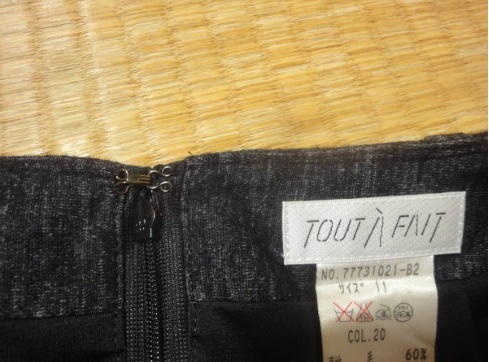 TOUT À FAIT
NO. 77731021-B2
サイズ 11
COL. 20
60%